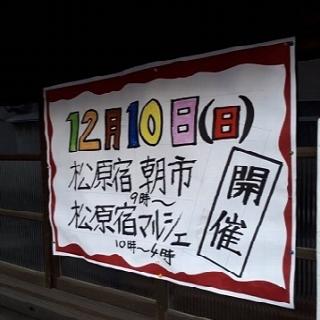 12月10日(日)
松原宿 朝市
9時～
松原宿マルシェ
10時～4時
開催